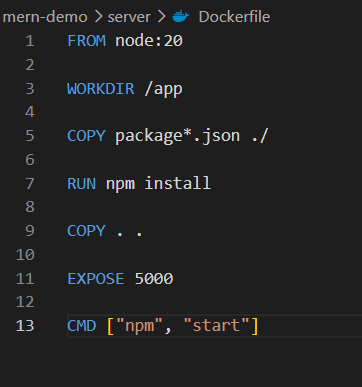 mern-demo > server > Dockerfile
1 FROM node:20
2
3 WORKDIR /app
4
5 COPY package*.json ./
6
7 RUN npm install
8
9 COPY . .
10
11 EXPOSE 5000
12
13 CMD ["npm", "start"]